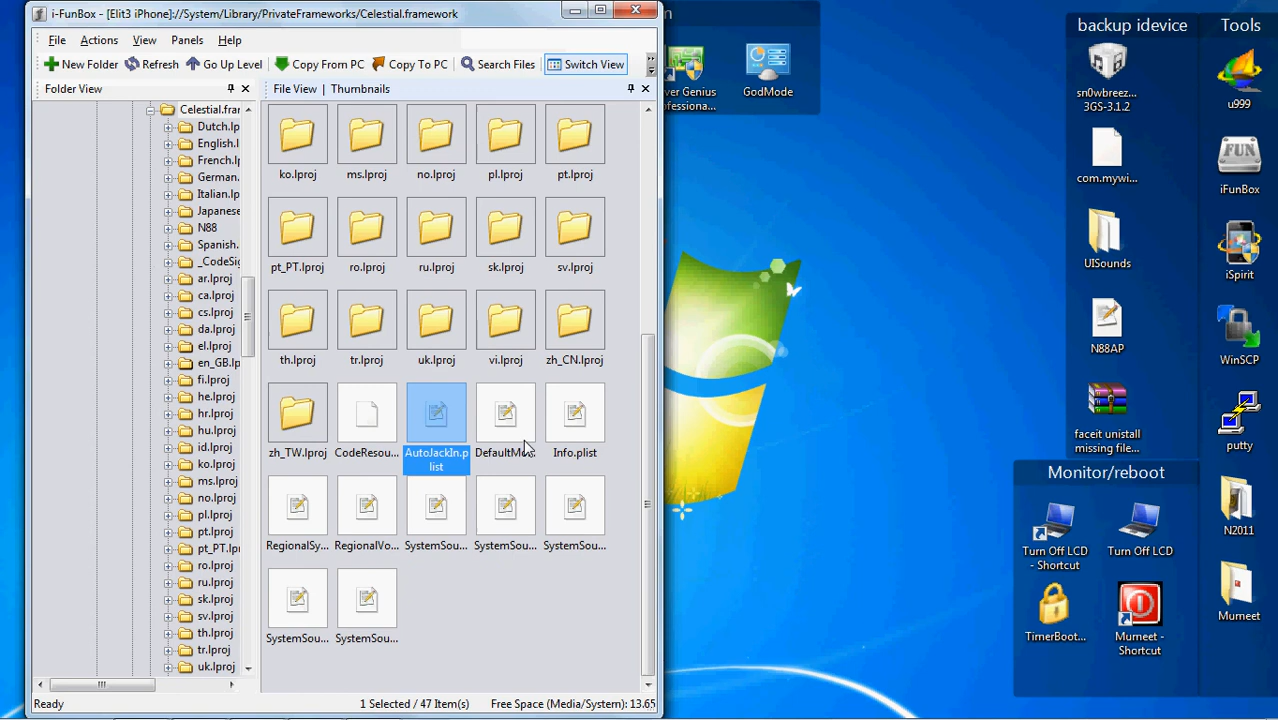 i-FunBox - [Elit3 iPhone]://System/Library/PrivateFrameworks/Celestial.framework
File Actions View Panels Help
New Folder Refresh Go Up Level Copy From PC Copy To PC Search Files Switch View
Folder View
File View | Thumbnails
Celestial.frar
Dutch.lp
English.l
French.lp
German.
Italian.lp
Japanese
N88
Spanish.
_CodeSig
ar.lproj
ca.lproj
cs.lproj
da.lproj
el.lproj
en_GB.lp
fi.lproj
he.lproj
hr.lproj
hu.lproj
id.lproj
ko.lproj
ms.lproj
no.lproj
pl.lproj
pt.lproj
pt_PT.lpr
ro.lproj
ru.lproj
sk.lproj
sv.lproj
th.lproj
tr.lproj
uk.lproj
ko.lproj ms.lproj no.lproj pl.lproj pt.lproj
pt_PT.lproj ro.lproj ru.lproj sk.lproj sv.lproj
th.lproj tr.lproj uk.lproj vi.lproj zh_CN.lproj
zh_TW.lproj CodeResou... AutoJackIn.p Info.plist
list
RegionalSy... RegionalVo... SystemSou... SystemSou... SystemSou...
SystemSou... SystemSou...
Ready
1 Selected / 47 Item(s)
Free Space (Media/System): 13.65
ver Genius
ofessiona...
GodMode
backup idevice
sn0wbreez...
3GS-3.1.2
com.mywi...
UISounds
N88AP
faceit unistall
missing file...
Tools
u999
iFunBox
iSpirit
WinSCP
putty
N2011
Mumeet
Monitor/reboot
Turn Off LCD
- Shortcut
Turn Off LCD
TimerBoot...
Mumeet -
Shortcut